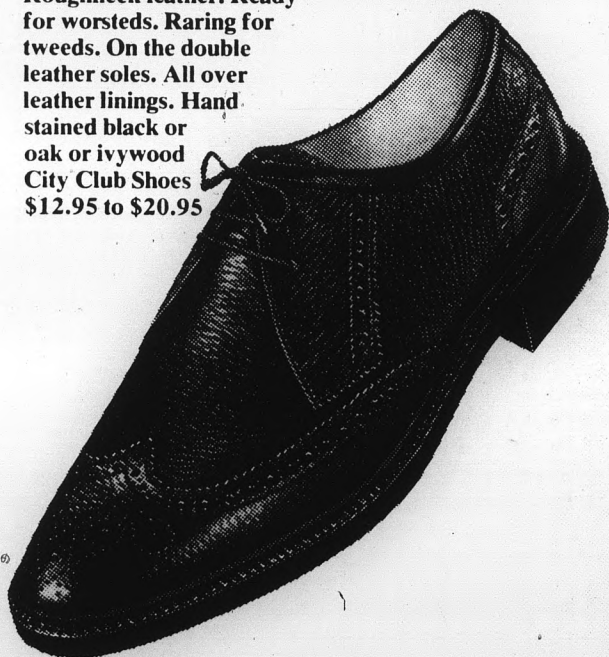 Roughneck leather. Ready
for worsteds. Raring for
tweeds. On the double
leather soles. All over
leather linings. Hand
stained black or
oak or ivywood
City Club Shoes
$12.95 to $20.95